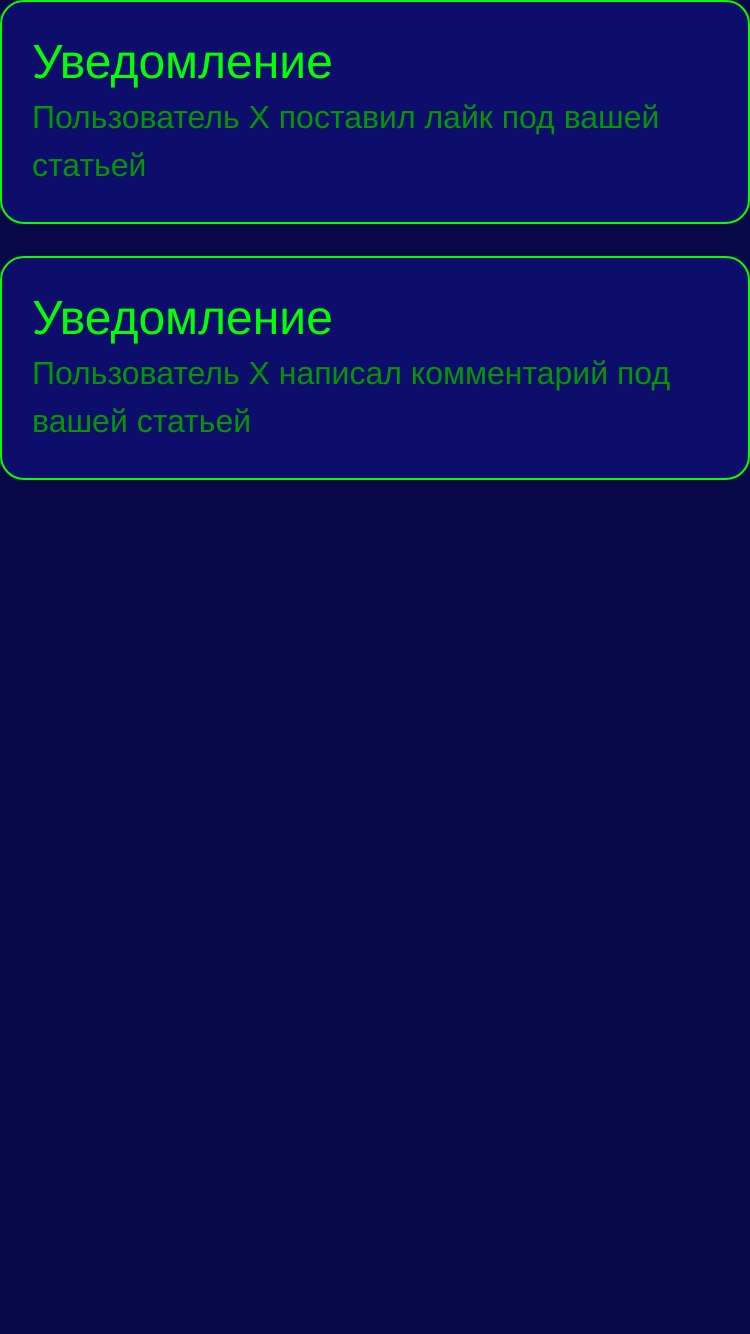 Уведомление
Пользователь X поставил лайк под вашей
статьей
Уведомление
Пользователь X написал комментарий под
вашей статьей